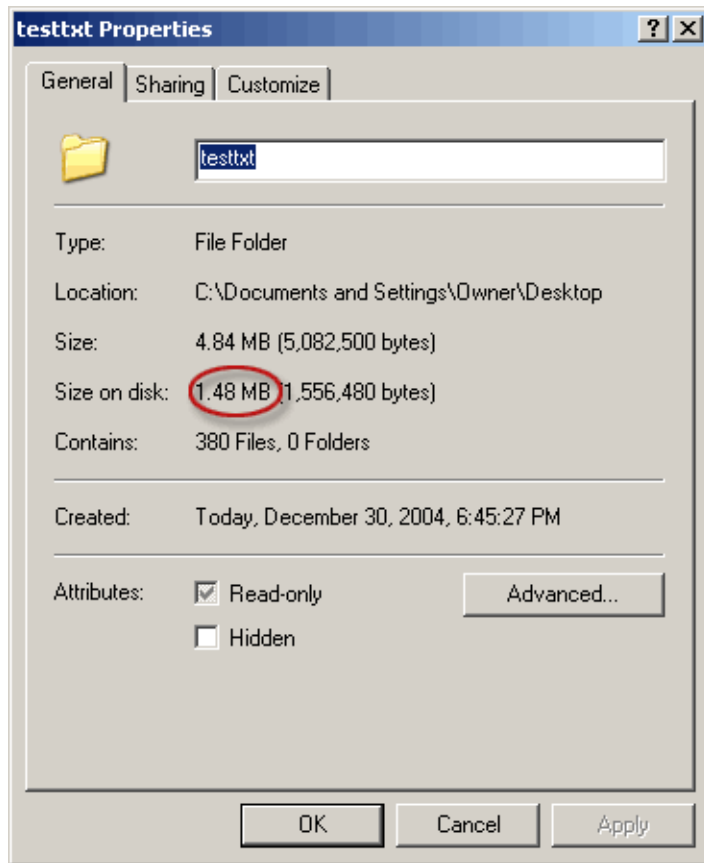 testtxt Properties
General Sharing Customize
testtxt
Type: File Folder
Location: C:\Documents and Settings\Owner\Desktop
Size: 4.84 MB (5,082,500 bytes)
Size on disk: 1.48 MB (1,556,480 bytes)
Contains: 380 Files, 0 Folders
Created: Today, December 30, 2004, 6:45:27 PM
Attributes: Read-only Advanced...
Hidden
OK Cancel Apply